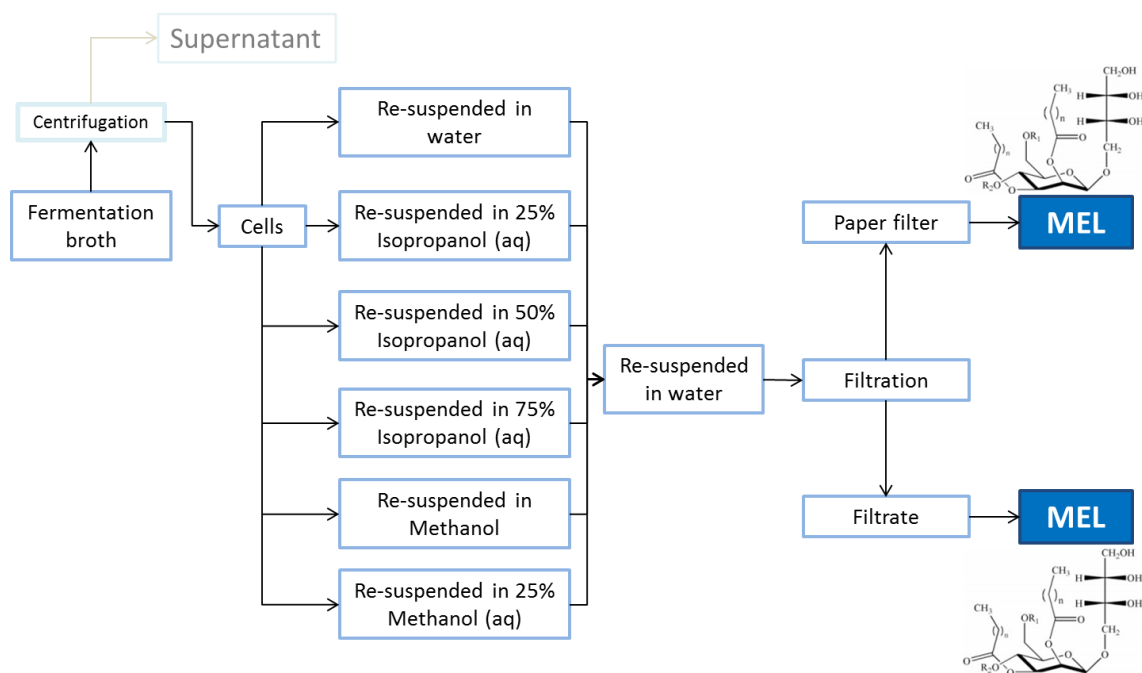 Supernatant
Centrifugation
Fermentation
broth
Cells
Re-suspended in
water
Re-suspended in 25%
Isopropanol (aq)
Re-suspended in 50%
Isopropanol (aq)
Re-suspended in 75%
Isopropanol (aq)
Re-suspended in
Methanol
Re-suspended in 25%
Methanol (aq)
Re-suspended
in water
Filtration
Paper filter
MEL
CH₂OH
CH₃
H
OH
( )n
H
OH
CH₃
OR₁
O
CH₂
( )n
O
O
O
O
R₂O
O
Filtrate
MEL
CH₂OH
CH₃
H
OH
( )n
H
OH
CH₃
OR₁
O
CH₂
( )n
O
O
O
O
R₂O
O